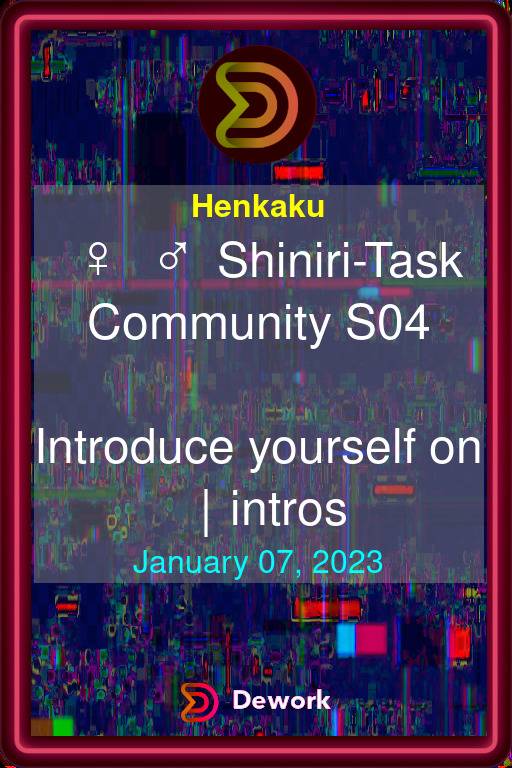 Henkaku
♀ ♂ Shiniri-Task
Community S04
Introduce yourself on
| intros
January 07, 2023
Dework